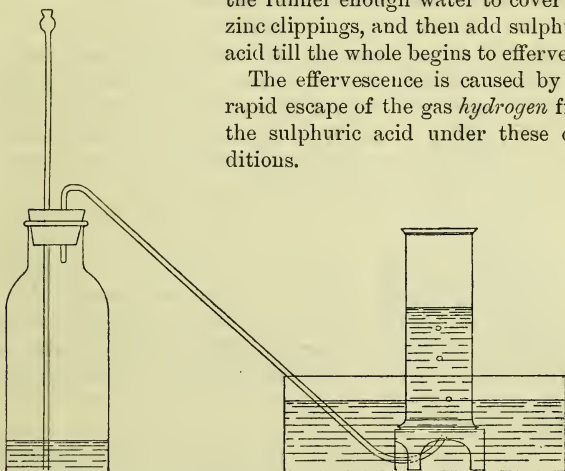 the funnel enough water to cover
zinc clippings, and then add sulph
acid till the whole begins to efferve
The effervescence is caused by
rapid escape of the gas hydrogen f
the sulphuric acid under these c
ditions.